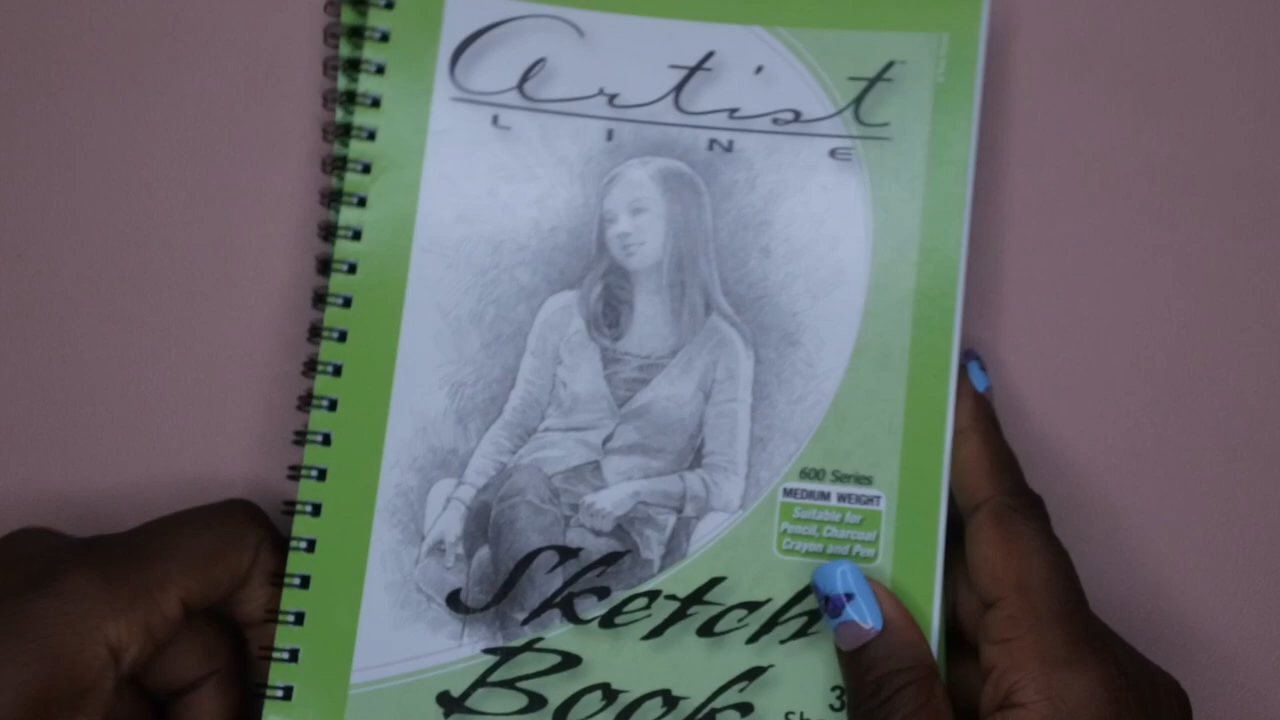 Artist
LINE
600 Series
MEDIUM WEIGHT
Suitable for
Pencil, Charcoal
Crayon and Pen
Sketch
Book